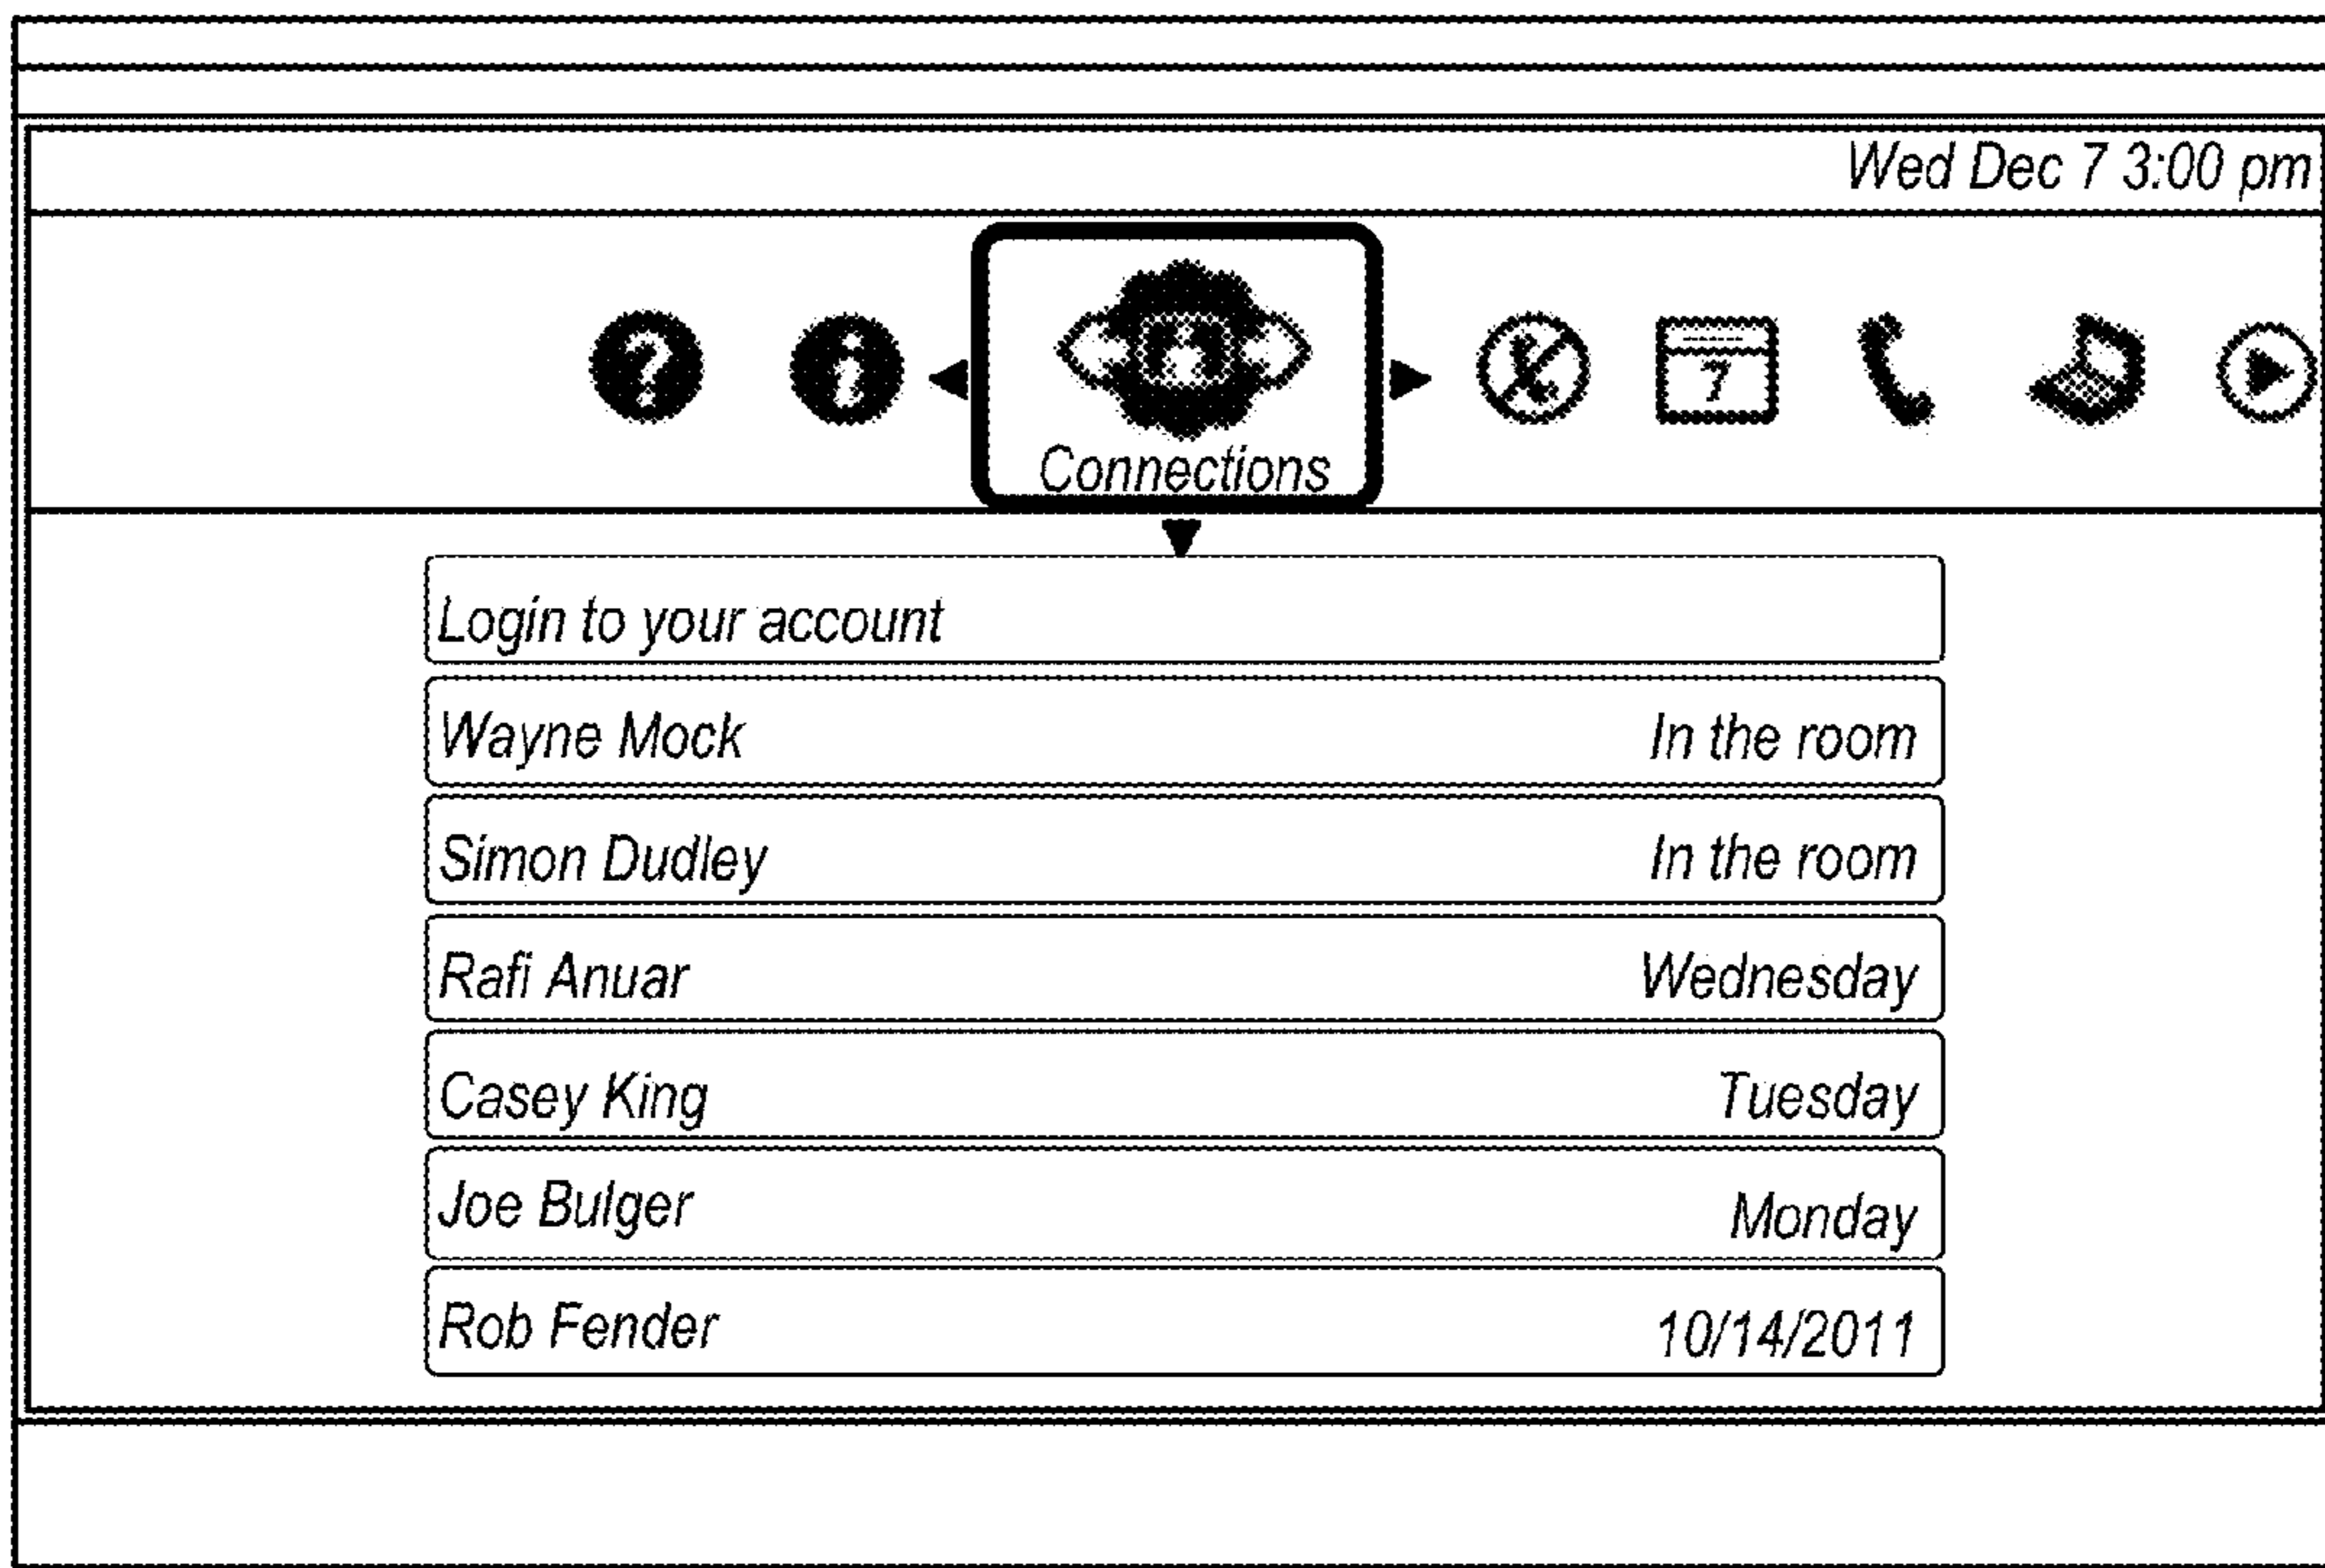 Wed Dec 7 3:00 pm
?
i
7
Connections
Login to your account
Wayne Mock In the room
Simon Dudley In the room
Rafi Anuar Wednesday
Casey King Tuesday
Joe Bulger Monday
Rob Fender 10/14/2011